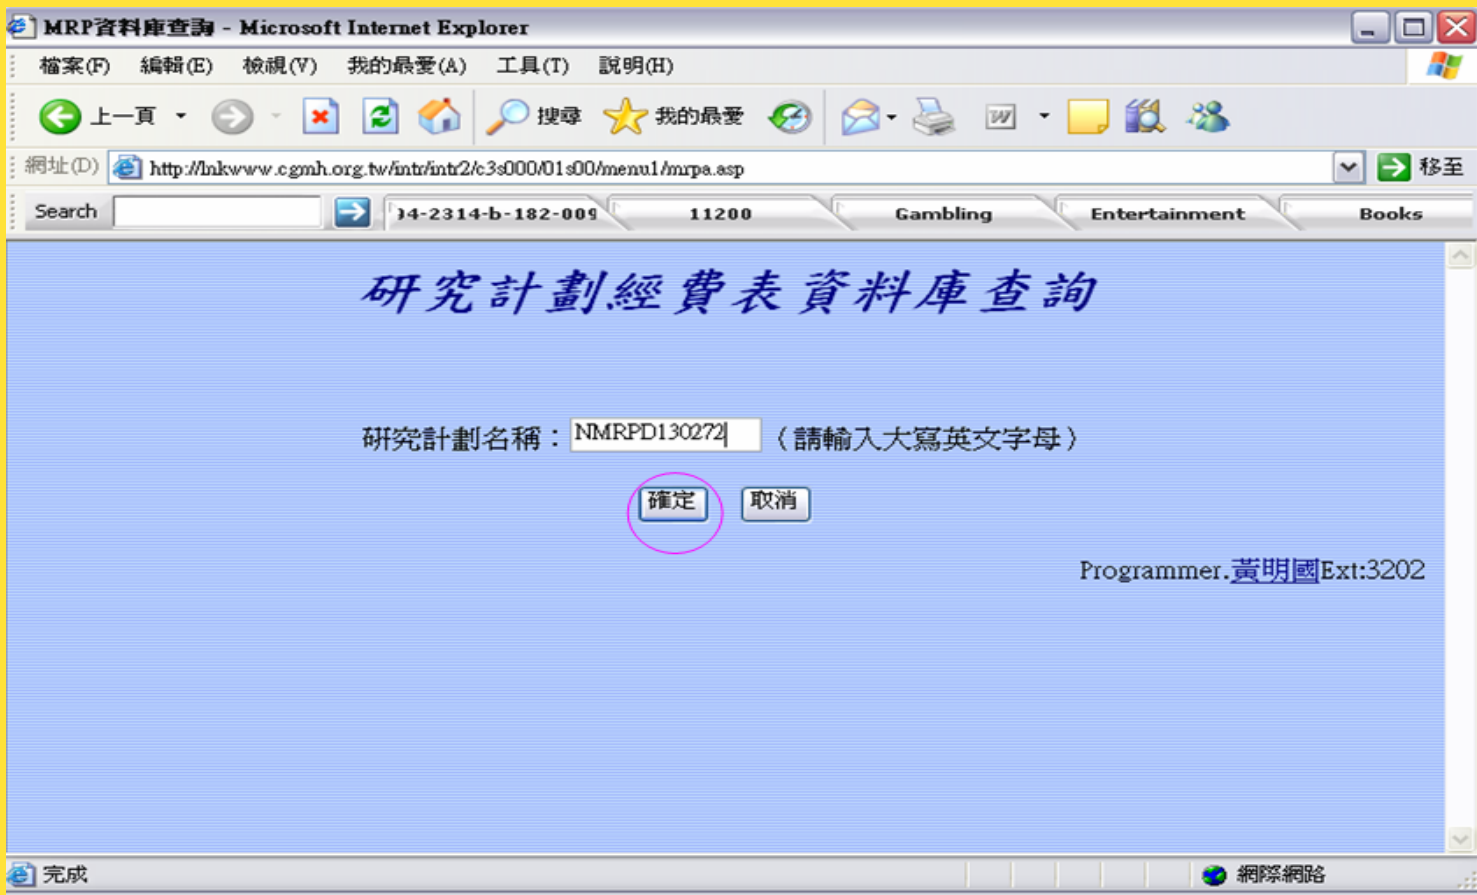 MRP資料庫查詢 - Microsoft Internet Explorer
檔案(F) 編輯(E) 檢視(V) 我的最愛(A) 工具(T) 說明(H)
上一頁 搜尋 我的最愛 W
網址(D) http://lnkwww.cgmh.org.tw/intr/intr2/c3s000/01s00/menu1/mrpa.asp 移至
Search 04-2314-b-182-009 11200 Gambling Entertainment Books
研究計劃經費表資料庫查詢
研究計劃名稱：NMRPD130272 （請輸入大寫英文字母）
確定 取消
Programmer.黃明國Ext:3202
完成 網際網路